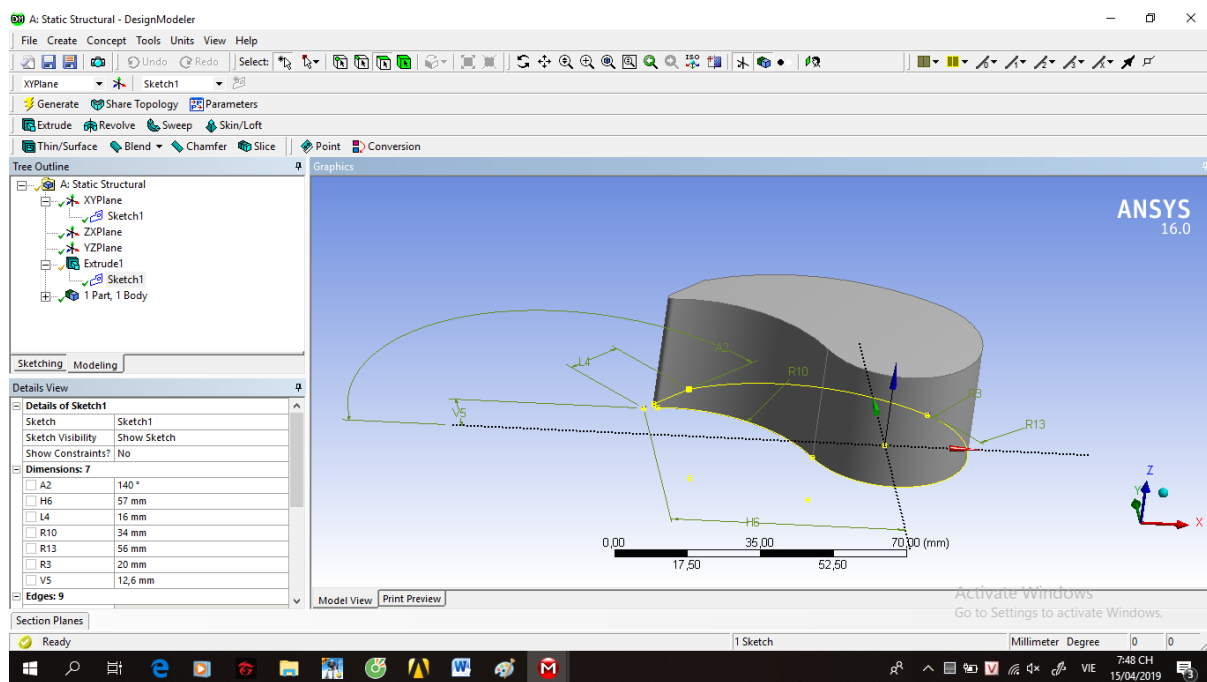 A: Static Structural - DesignModeler
File Create Concept Tools Units View Help
Undo Redo Select:
XYPlane Sketch1
Generate Share Topology Parameters
Extrude Revolve Sweep Skin/Loft
Thin/Surface Blend Chamfer Slice Point Conversion
Tree Outline
A: Static Structural
XYPlane
Sketch1
ZXPlane
YZPlane
Extrude1
Sketch1
1 Part, 1 Body
Sketching Modeling
Details View
Details of Sketch1
Sketch Sketch1
Sketch Visibility Show Sketch
Show Constraints? No
Dimensions: 7
A2 140 °
H6 57 mm
L4 16 mm
R10 34 mm
R13 56 mm
R3 20 mm
V5 12,6 mm
Edges: 9
Graphics
ANSYS
16.0
A2
L4
R10
R3
V5
R13
H6
Z
Y
X
0,00 35,00 70,00 (mm)
17,50 52,50
Model View Print Preview
Activate Windows
Go to Settings to activate Windows.
Section Planes
Ready 1 Sketch Millimeter Degree 0 0
VIE 7:48 CH
15/04/2019